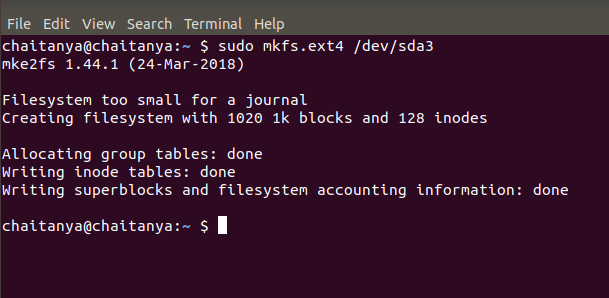 File Edit View Search Terminal Help
chaitanya@chaitanya:~ $ sudo mkfs.ext4 /dev/sda3
mke2fs 1.44.1 (24-Mar-2018)
Filesystem too small for a journal
Creating filesystem with 1020 1k blocks and 128 inodes
Allocating group tables: done
Writing inode tables: done
Writing superblocks and filesystem accounting information: done
chaitanya@chaitanya:~ $